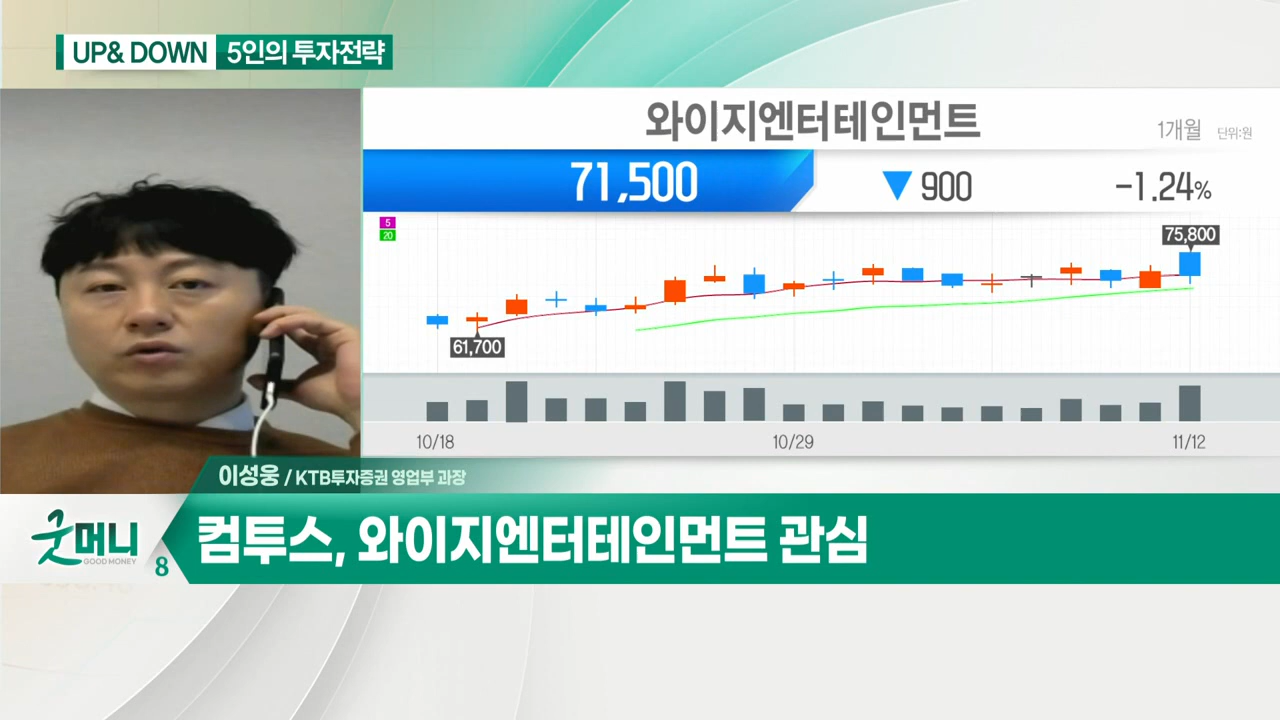 UP& DOWN 5인의 투자전략
와이지엔터테인먼트
1개월 단위:원
71,500 ▼ 900 -1.24%
5
20
75,800
61,700
10/18 10/29 11/12
이성웅 / KTB투자증권 영업부 과장
굿머니
GOOD MONEY
8
컴투스, 와이지엔터테인먼트 관심